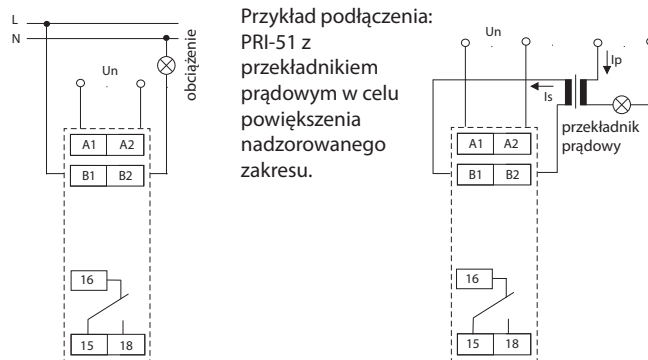 L
N
Un
obciążenie
A1 A2
B1 B2
16
15 18
Przykład podłączenia:
PRI-51 z
przekładnikiem
prądowym w celu
powiększenia
nadzorowanego
zakresu.
Un
Ip
Is
przekładnik
prądowy
A1 A2
B1 B2
16
15 18